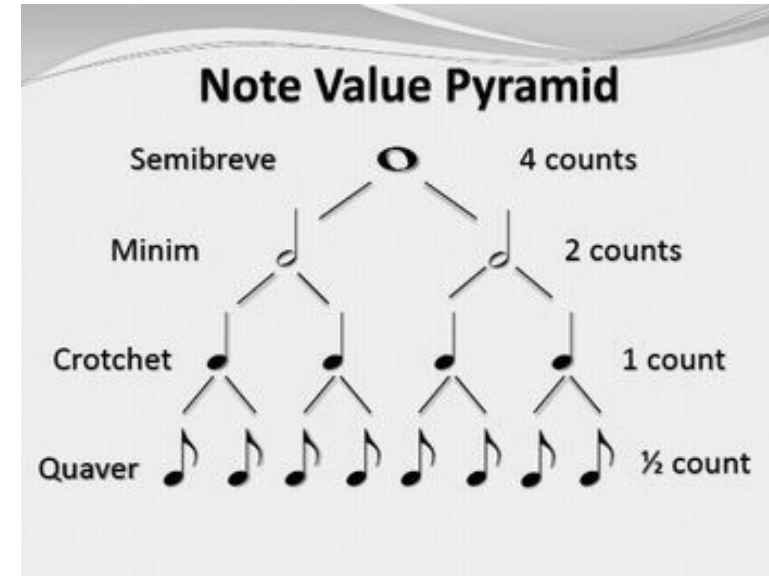 Note Value Pyramid
Semibreve 4 counts
Minim 2 counts
Crotchet 1 count
Quaver ½ count